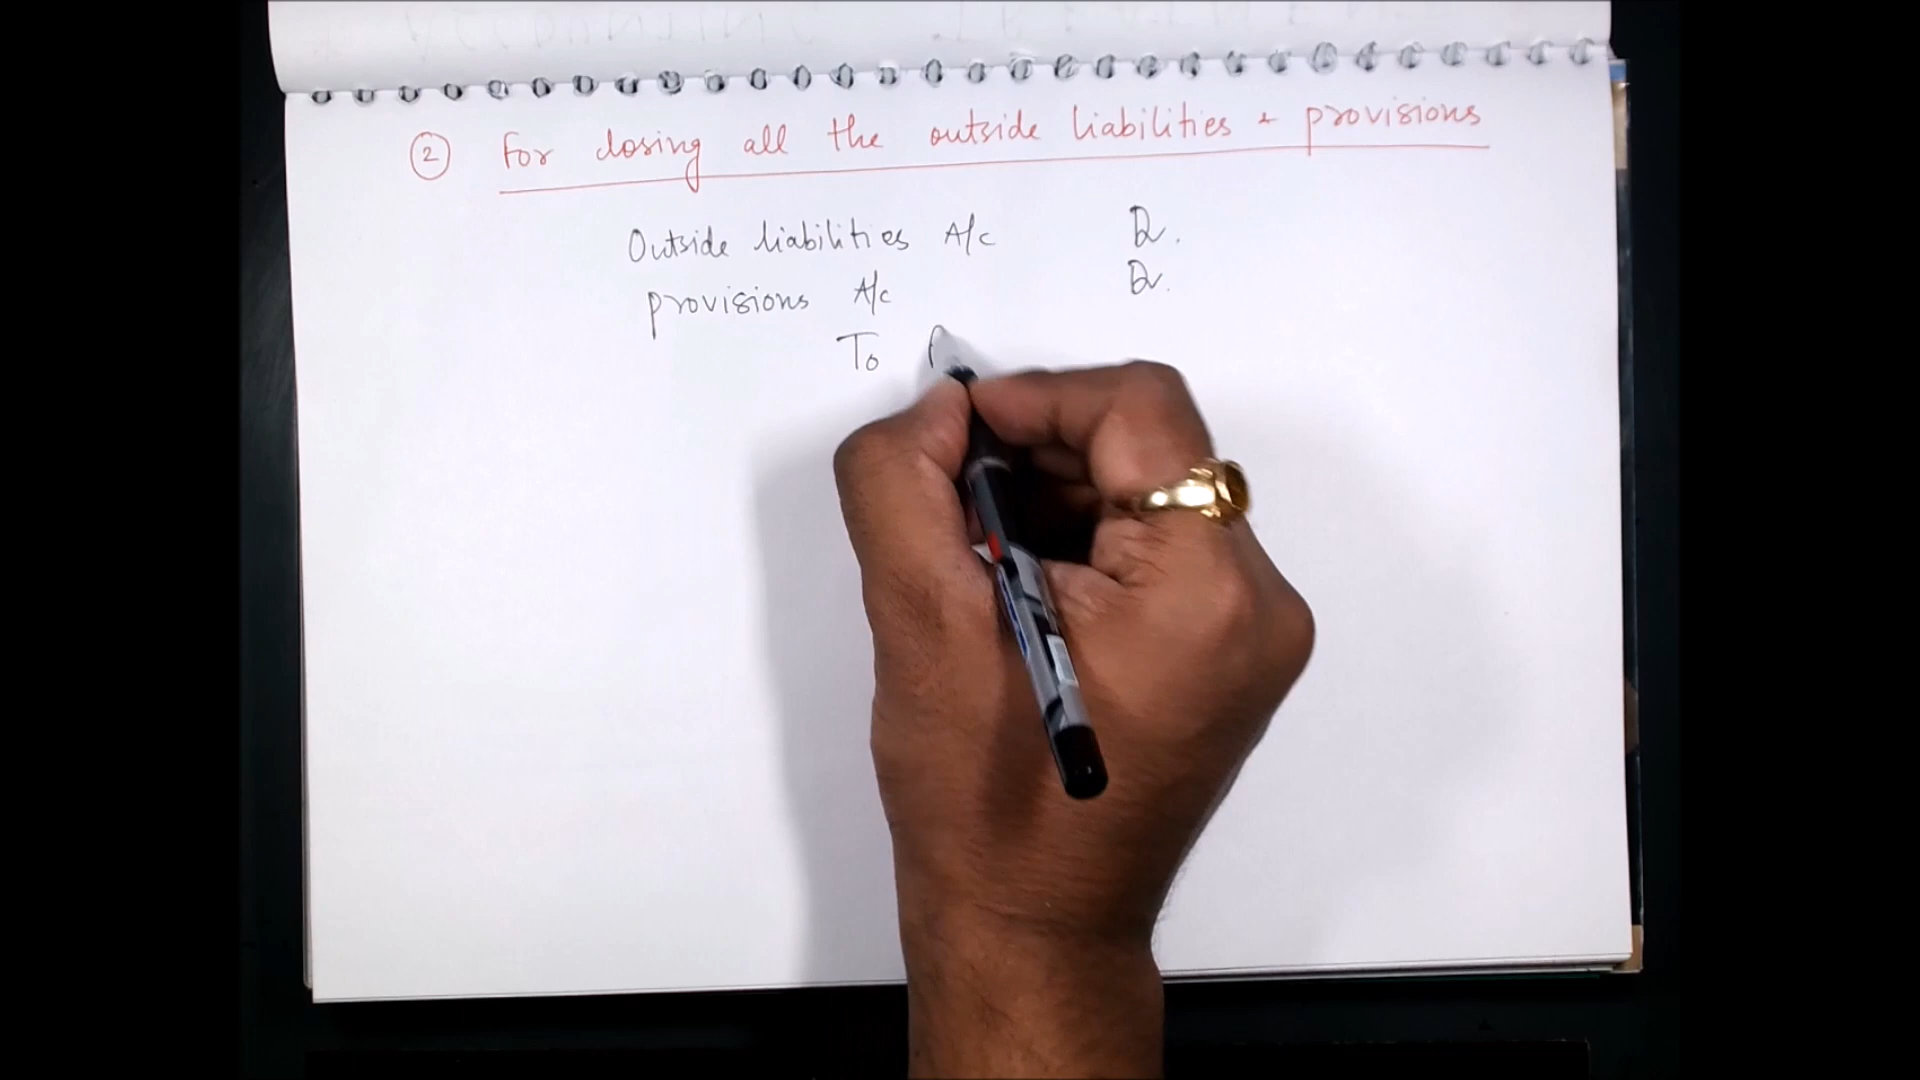 ② For closing all the outside liabilities & provisions
Outside liabilities A/c Dr.
provisions A/c Dr.
To